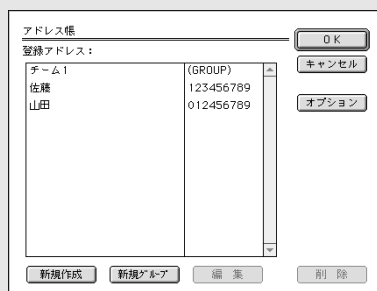 アドレス帳
OK
登録アドレス：
キャンセル
チーム1 (GROUP)
佐藤 123456789
山田 012456789
オプション
新規作成 新規ｸﾞﾙｰﾌﾟ 編 集 削 除